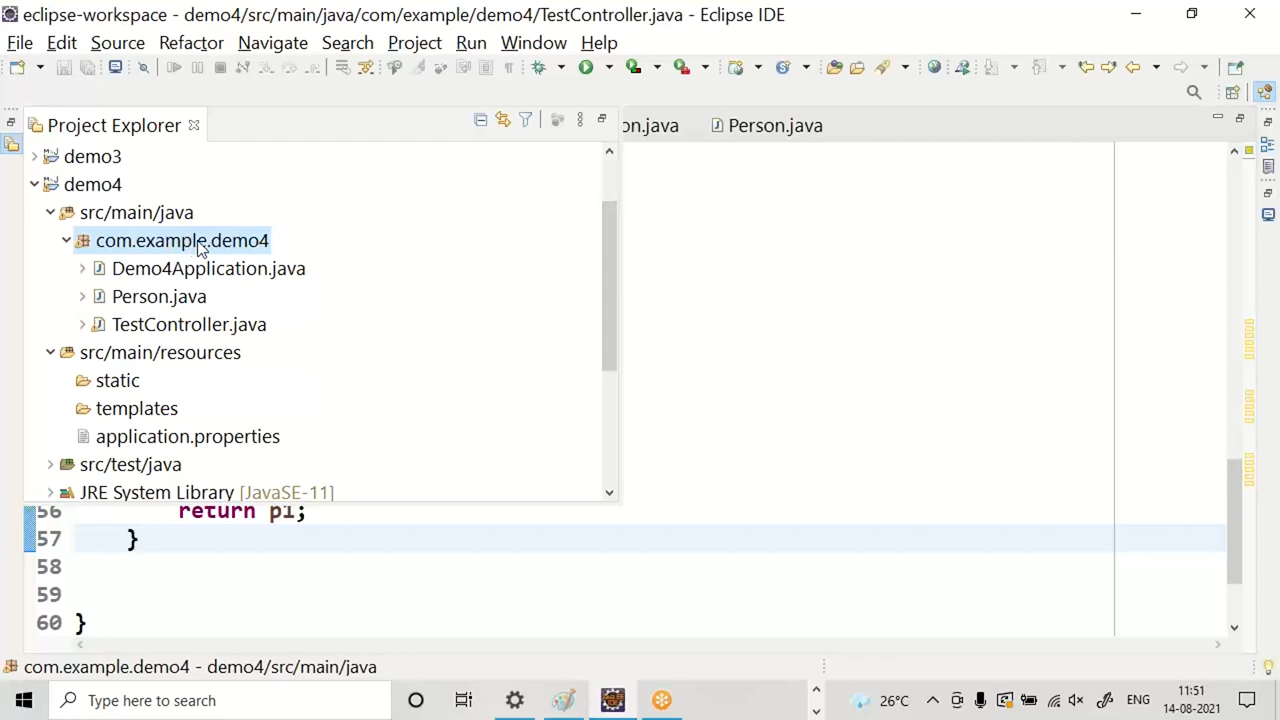 eclipse-workspace - demo4/src/main/java/com/example/demo4/TestController.java - Eclipse IDE
File Edit Source Refactor Navigate Search Project Run Window Help
Project Explorer
on.java
Person.java
demo3
demo4
src/main/java
com.example.demo4
Demo4Application.java
Person.java
TestController.java
src/main/resources
static
templates
application.properties
src/test/java
JRE System Library [JavaSE-11]
56 return p1;
57 }
58
59
60 }
com.example.demo4 - demo4/src/main/java
Type here to search
26°C
ENG
11:51
14-08-2021